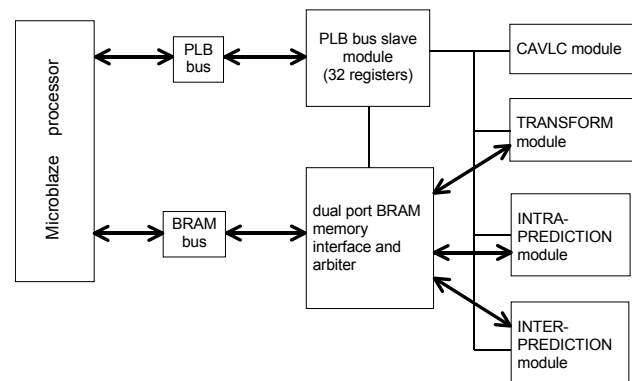 Microblaze processor
PLB
bus
PLB bus slave
module
(32 registers)
CAVLC module
TRANSFORM
module
BRAM
bus
dual port BRAM
memory
interface and
arbiter
INTRA-
PREDICTION
module
INTER-
PREDICTION
module